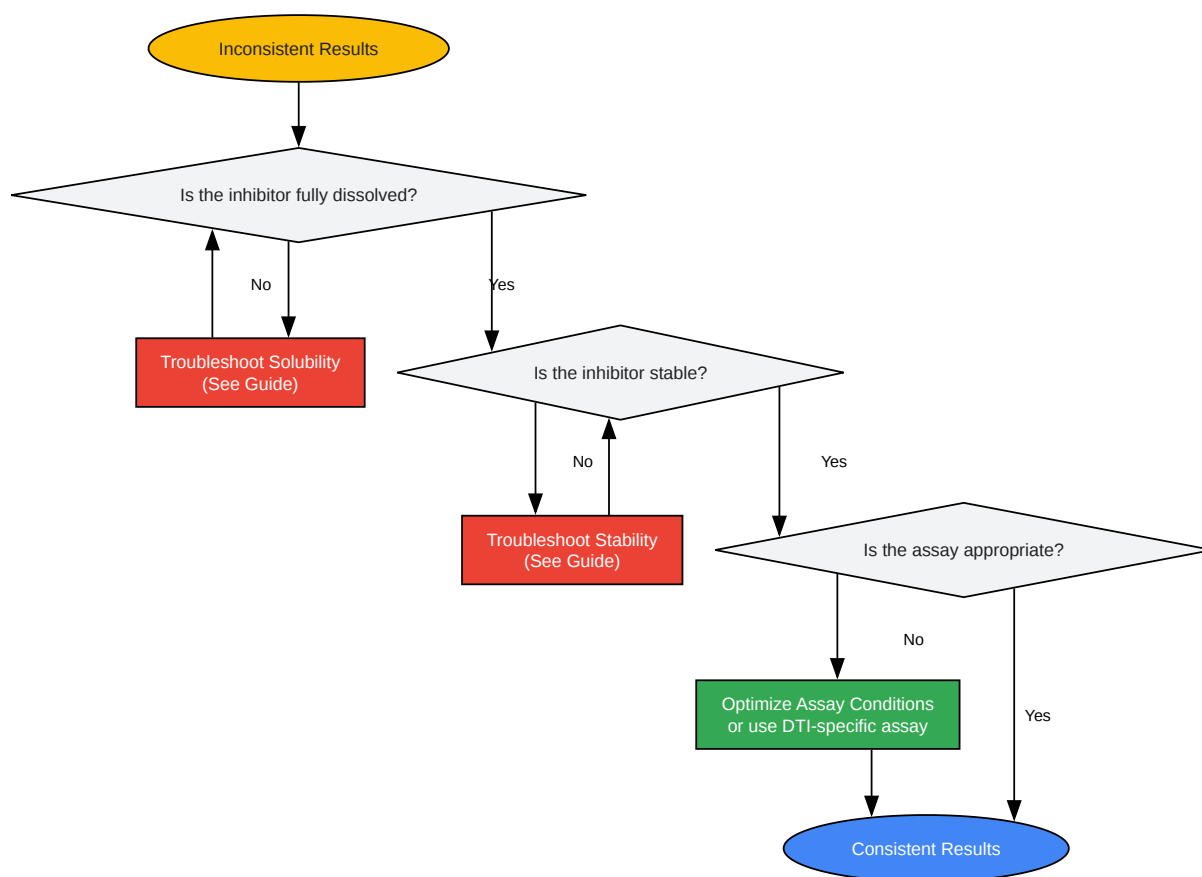 Inconsistent Results
Is the inhibitor fully dissolved?
No
Yes
Troubleshoot Solubility
(See Guide)
Is the inhibitor stable?
No
Yes
Troubleshoot Stability
(See Guide)
Is the assay appropriate?
No
Optimize Assay Conditions
or use DTI-specific assay
Yes
Consistent Results